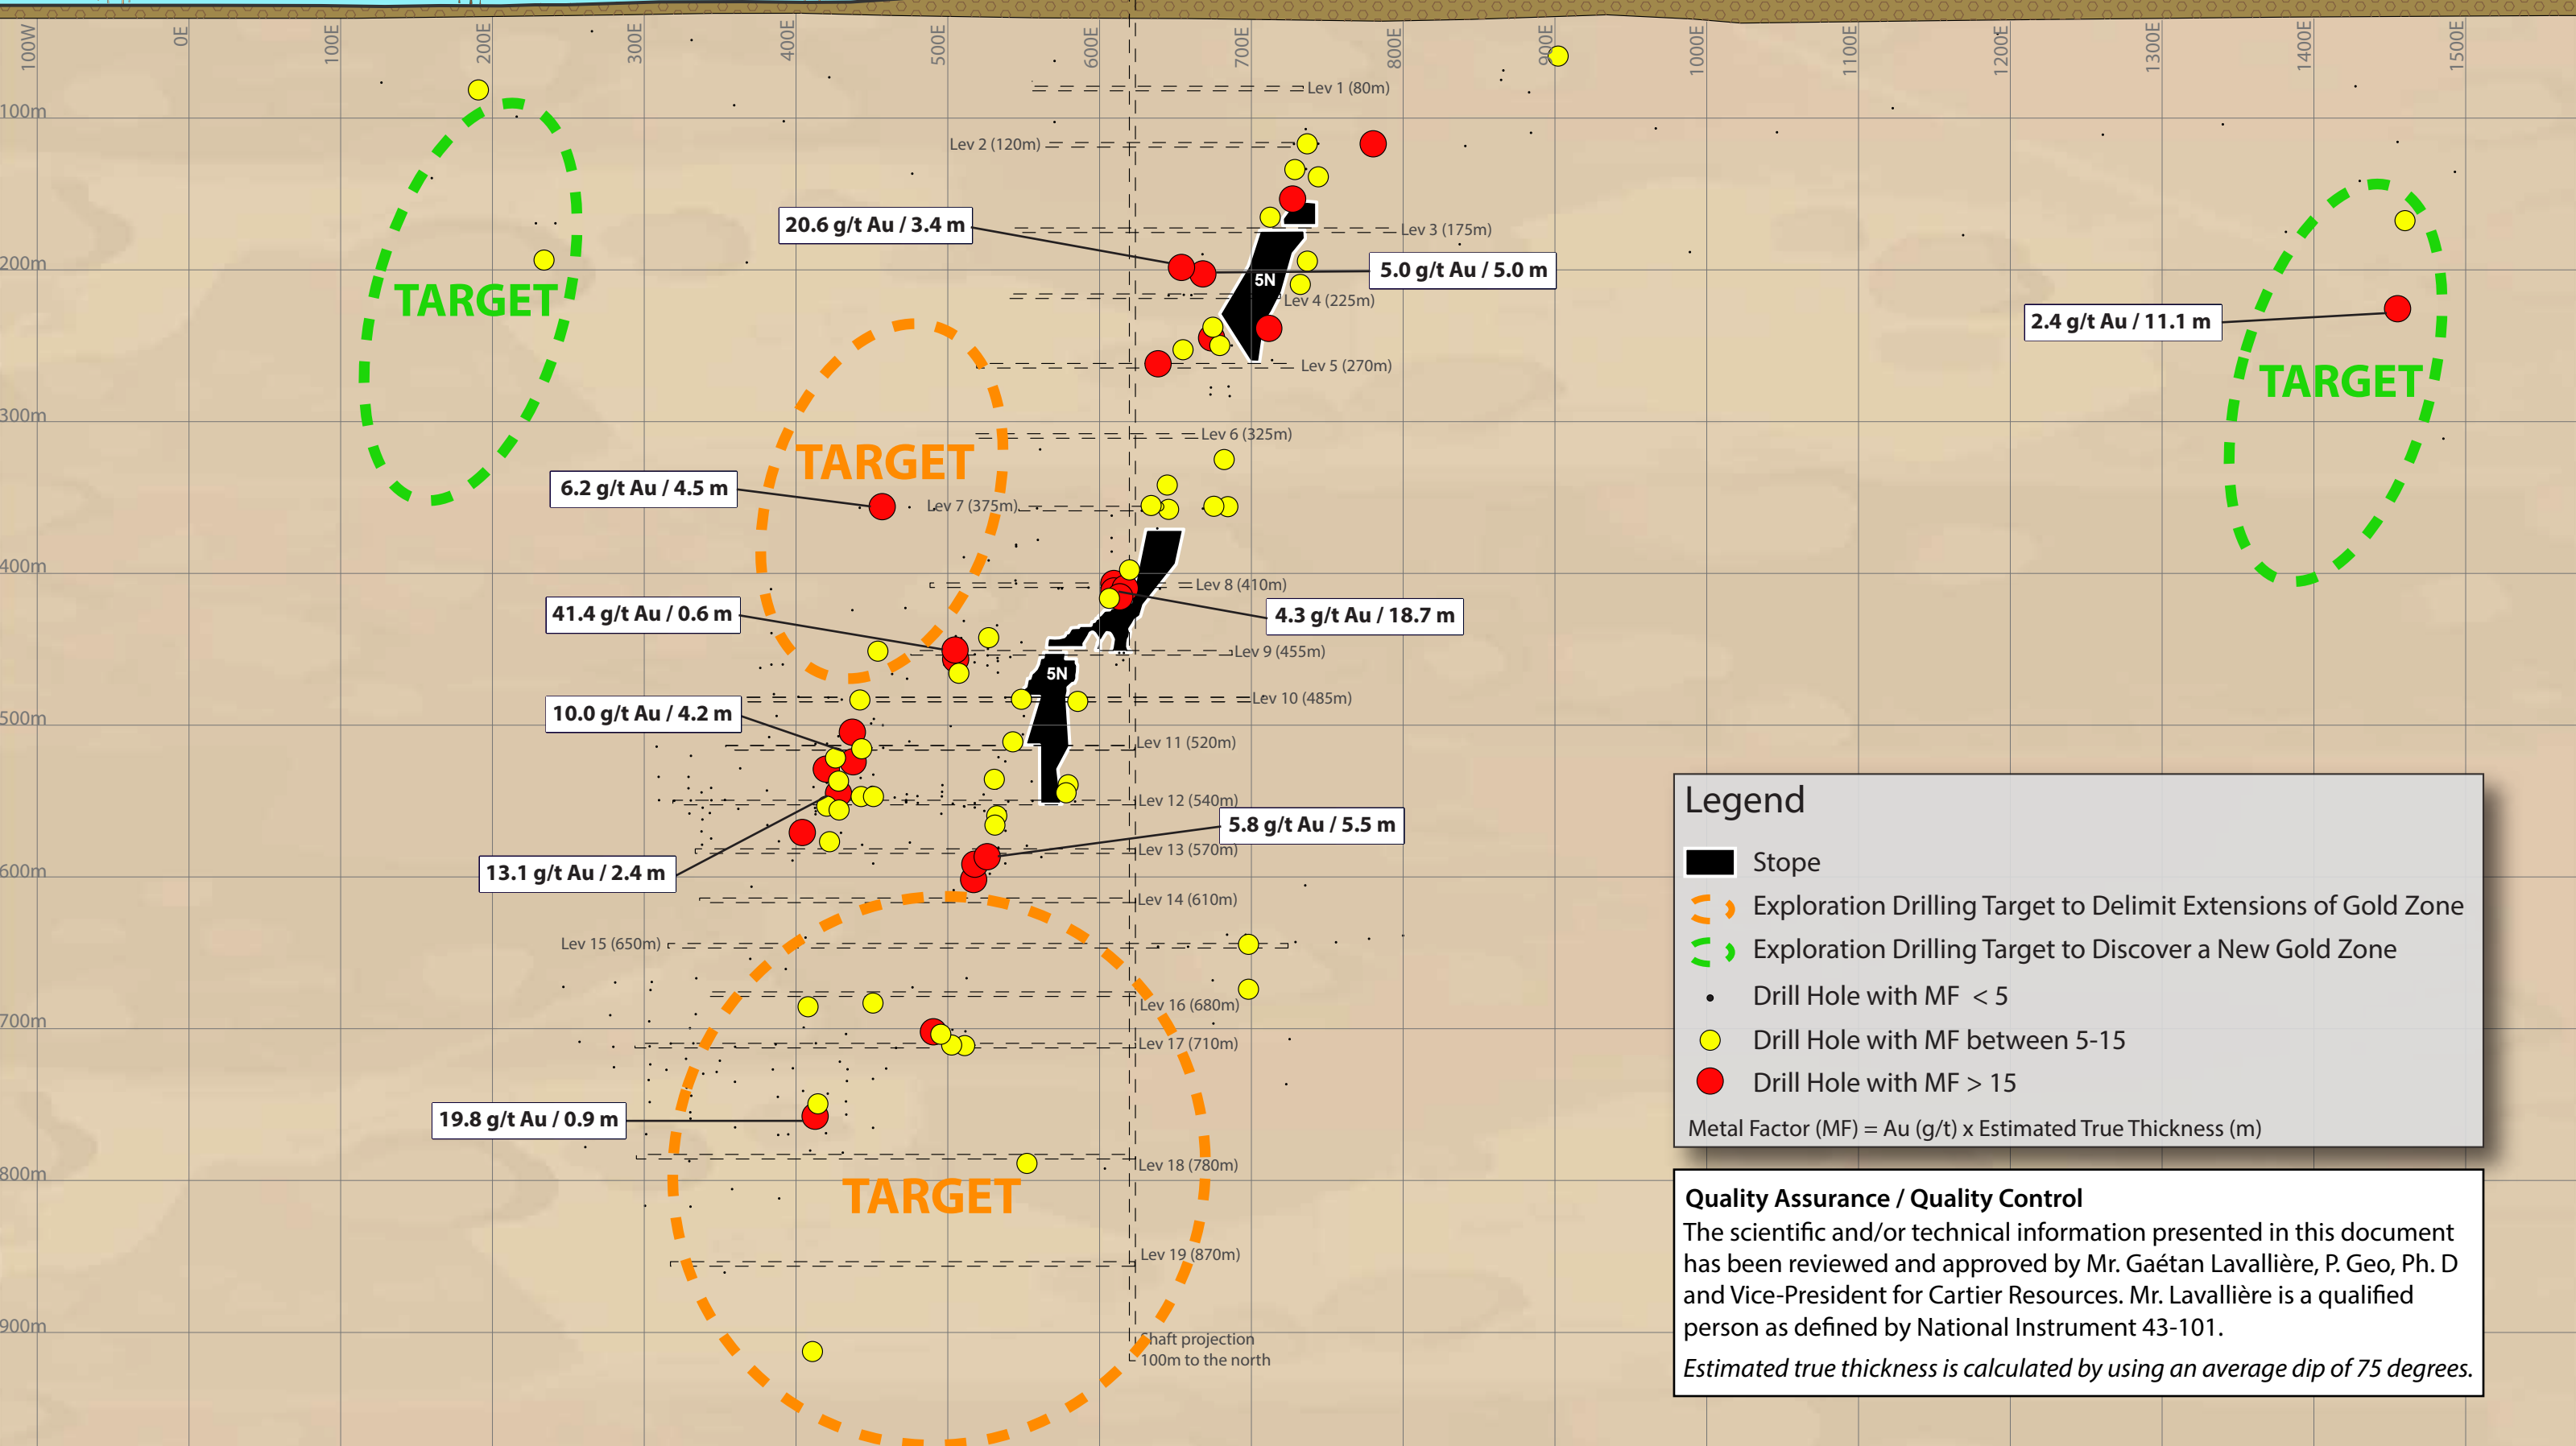 100W
0E
100E
200E
300E
400E
500E
600E
700E
800E
900E
1000E
1100E
1200E
1300E
1400E
1500E
Lev 1 (80m)
100m
Lev 2 (120m)
20.6 g/t Au / 3.4 m
Lev 3 (175m)
200m
5.0 g/t Au / 5.0 m
5N
TARGET
Lev 4 (225m)
2.4 g/t Au / 11.1 m
Lev 5 (270m)
TARGET
300m
Lev 6 (325m)
TARGET
6.2 g/t Au / 4.5 m
Lev 7 (375m)
400m
Lev 8 (410m)
41.4 g/t Au / 0.6 m
4.3 g/t Au / 18.7 m
Lev 9 (455m)
5N
Lev 10 (485m)
10.0 g/t Au / 4.2 m
500m
Lev 11 (520m)
Lev 12 (540m)
5.8 g/t Au / 5.5 m
Lev 13 (570m)
13.1 g/t Au / 2.4 m
600m
Lev 14 (610m)
Lev 15 (650m)
Lev 16 (680m)
700m
Lev 17 (710m)
19.8 g/t Au / 0.9 m
Lev 18 (780m)
800m
TARGET
Lev 19 (870m)
900m
Shaft projection
100m to the north
Legend
Stope
Exploration Drilling Target to Delimit Extensions of Gold Zone
Exploration Drilling Target to Discover a New Gold Zone
Drill Hole with MF < 5
Drill Hole with MF between 5-15
Drill Hole with MF > 15
Metal Factor (MF) = Au (g/t) x Estimated True Thickness (m)
Quality Assurance / Quality Control
The scientific and/or technical information presented in this document
has been reviewed and approved by Mr. Gaétan Lavallière, P. Geo, Ph. D
and Vice-President for Cartier Resources. Mr. Lavallière is a qualified
person as defined by National Instrument 43-101.
Estimated true thickness is calculated by using an average dip of 75 degrees.